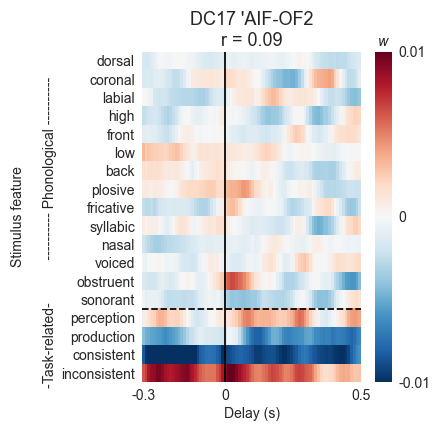 DC17 'AIF-OF2
r = 0.09
w
dorsal
coronal
labial
high
front
low
back
plosive
fricative
syllabic
nasal
voiced
obstruent
sonorant
perception
production
consistent
inconsistent
Stimulus feature
-Task-related-
---------- Phonological ----------
0.01
0
-0.01
-0.3
0
0.5
Delay (s)